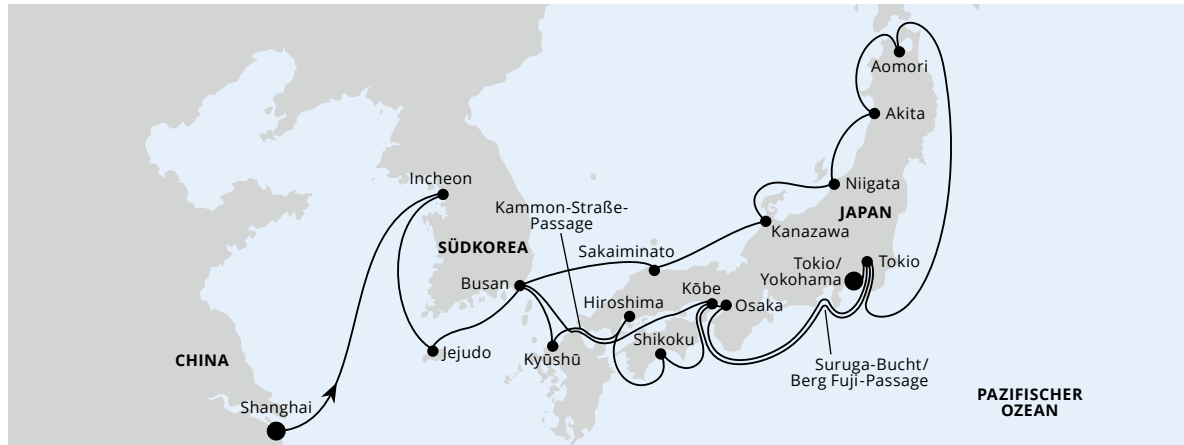 Aomori
Akita
Incheon
Niigata
Kammon-Straße-
Passage
JAPAN
Kanazawa
SÜDKOREA
Sakaiminato
Tokio/
Yokohama
Tokio
Busan
Kōbe
Hiroshima
Osaka
Shikoku
Jejudo
Kyūshū
CHINA
Suruga-Bucht/
Berg Fuji-Passage
PAZIFISCHER
OZEAN
Shanghai